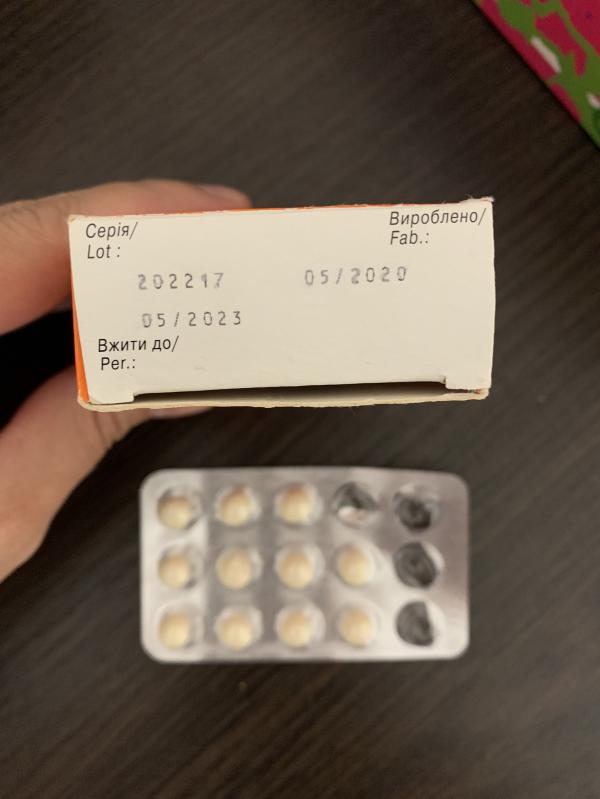 Серія/
Lot :
Вироблено/
Fab.:
202217
05/2020
05/2023
Вжити до/
Per.: